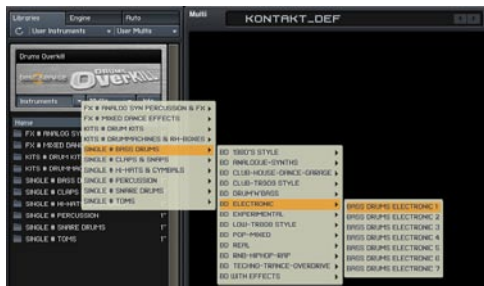 Libraries Engine Auto
User Instruments User Multis
Drums Overkill
DRUMS
OVERKILL
Instruments
Name
FX # ANALOG SY
FX # MIXED DAN
KITS # DRUM KIT
SINGLE # BASS D
SINGLE # CLAPS
SINGLE # HI-HAT
SINGLE # PERCUSSION
SINGLE # SNARE DRUMS
SINGLE # TOMS
FX # ANALOG SYN PERCUSSION & FX
FX # MIXED DANCE EFFECTS
KITS # DRUM KITS
KITS # DRUMMACHINES & RH-BOXES
SINGLE # BASS DRUMS
SINGLE # CLAPS & SNAPS
SINGLE # HI-HATS & CYMBALS
SINGLE # PERCUSSION
SINGLE # SNARE DRUMS
SINGLE # TOMS
BD 1980'S STYLE
BD ANALOGUE-SYNTHS
BD CLUB-HOUSE-DANCE-GARAGE
BD CLUB-TR909 STYLE
BD DRUM'N'BASS
BD ELECTRONIC
BD EXPERIMENTAL
BD LOW-TR808 STYLE
BD POP-MIXED
BD REAL
BD RNB-HIPHOP-RAP
BD TECHNO-TRANCE-OVERDRIVE
BD WITH EFFECTS
BASS DRUMS ELECTRONIC 1
BASS DRUMS ELECTRONIC 2
BASS DRUMS ELECTRONIC 3
BASS DRUMS ELECTRONIC 4
BASS DRUMS ELECTRONIC 5
BASS DRUMS ELECTRONIC 6
BASS DRUMS ELECTRONIC 7
Multi KONTAKT_DEF